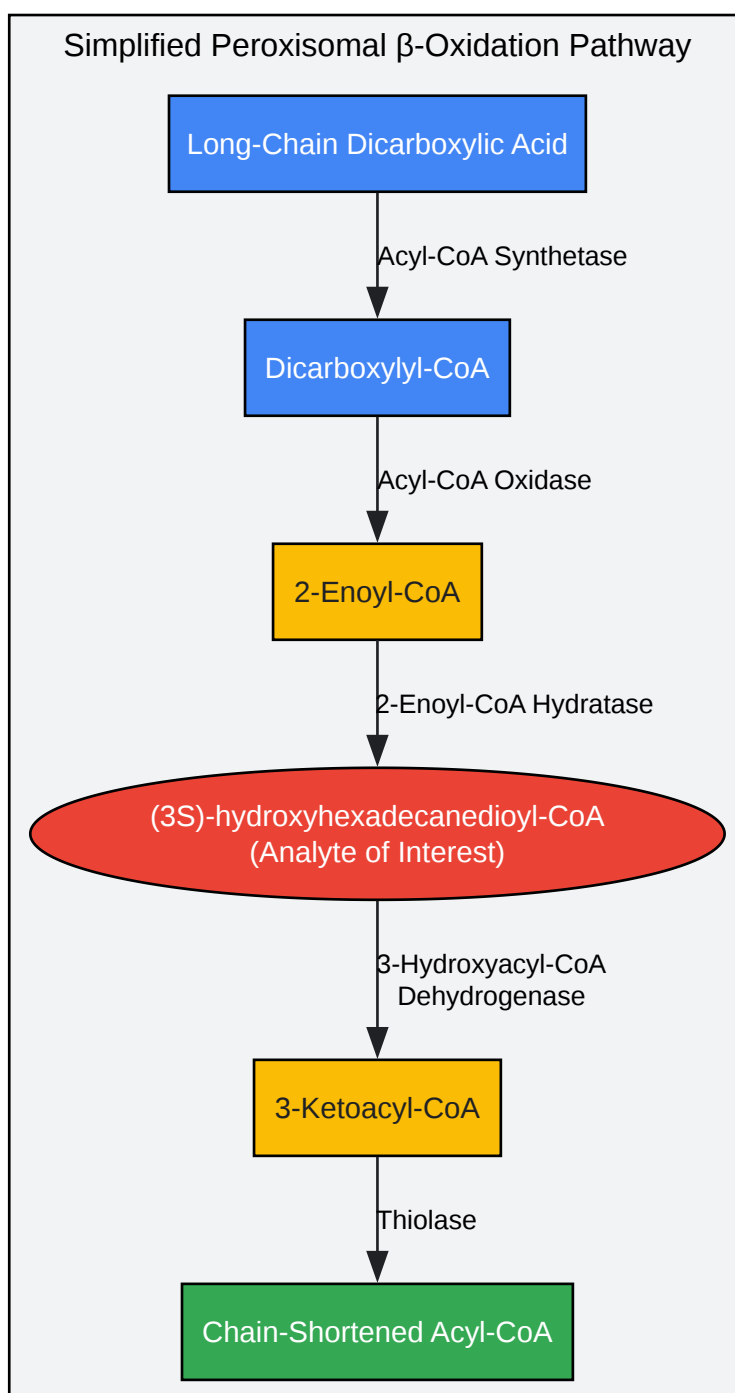 Simplified Peroxisomal β-Oxidation Pathway
Long-Chain Dicarboxylic Acid
Acyl-CoA Synthetase
Dicarboxylyl-CoA
Acyl-CoA Oxidase
2-Enoyl-CoA
2-Enoyl-CoA Hydratase
(3S)-hydroxyhexadecanedioyl-CoA
(Analyte of Interest)
3-Hydroxyacyl-CoA
Dehydrogenase
3-Ketoacyl-CoA
Thiolase
Chain-Shortened Acyl-CoA